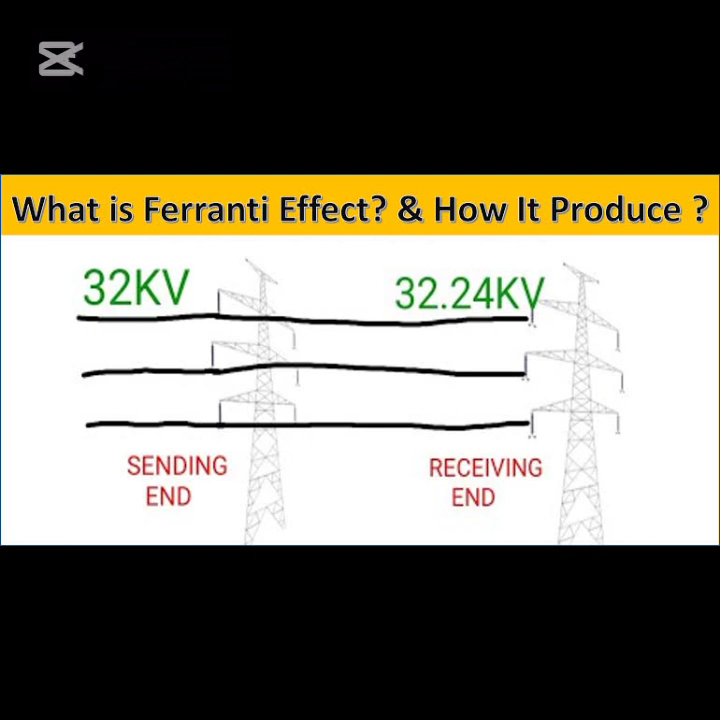 What is Ferranti Effect? & How It Produce ?
32KV
32.24KV
SENDING
END
RECEIVING
END